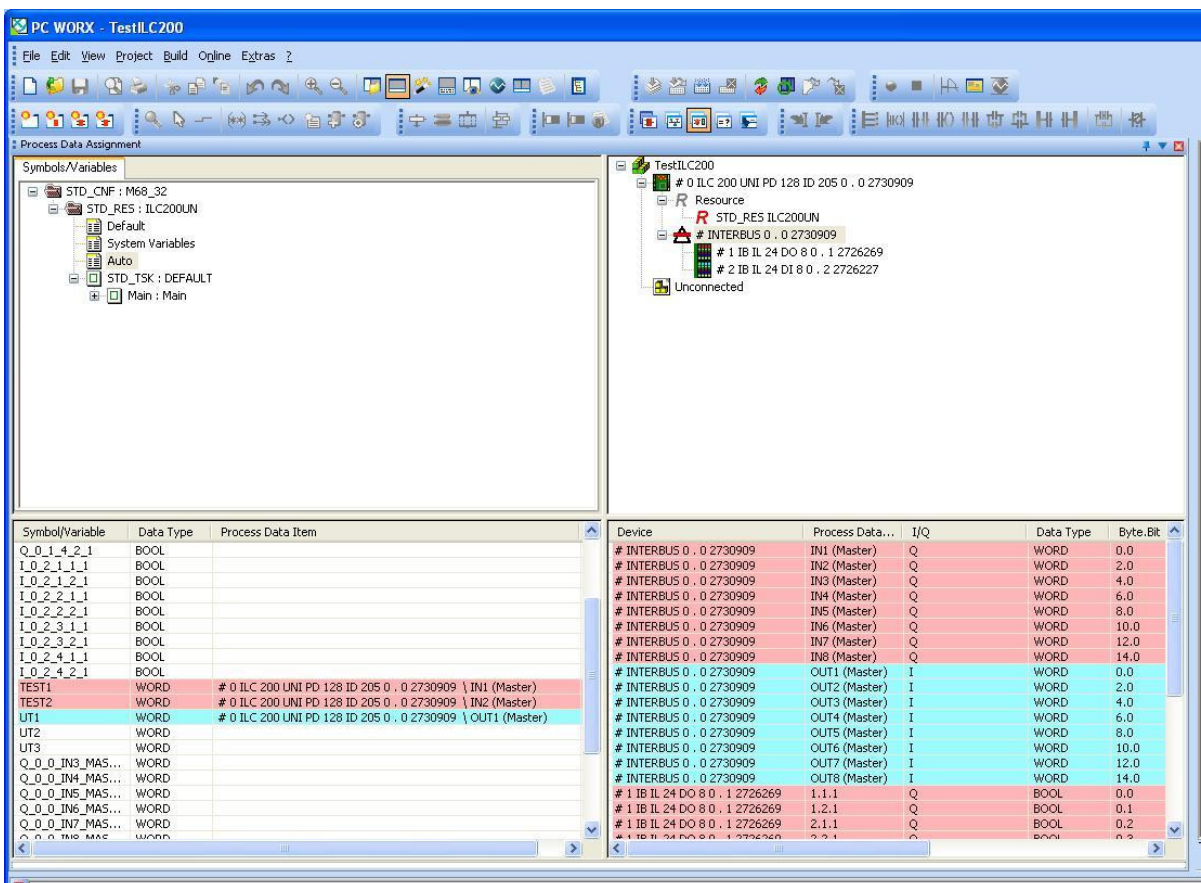 PC WORX - TestILC200
File Edit View Project Build Online Extras ?
Process Data Assignment
Symbols/Variables
STD_CNF : M68_32
STD_RES : ILC200UN
Default
System Variables
Auto
STD_TSK : DEFAULT
Main : Main
TestILC200
# 0 ILC 200 UNI PD 128 ID 205 0 . 0 2730909
Resource
STD_RES ILC200UN
# INTERBUS 0 . 0 2730909
# 1 IB IL 24 DO 8 0 . 1 2726269
# 2 IB IL 24 DI 8 0 . 2 2726227
Unconnected
Symbol/Variable Data Type Process Data Item
Q_0_1_4_2_1 BOOL
I_0_2_1_1_1 BOOL
I_0_2_1_2_1 BOOL
I_0_2_2_1_1 BOOL
I_0_2_2_2_1 BOOL
I_0_2_3_1_1 BOOL
I_0_2_3_2_1 BOOL
I_0_2_4_1_1 BOOL
I_0_2_4_2_1 BOOL
TEST1 WORD # 0 ILC 200 UNI PD 128 ID 205 0 . 0 2730909 \ IN1 (Master)
TEST2 WORD # 0 ILC 200 UNI PD 128 ID 205 0 . 0 2730909 \ IN2 (Master)
UT1 WORD # 0 ILC 200 UNI PD 128 ID 205 0 . 0 2730909 \ OUT1 (Master)
UT2 WORD
UT3 WORD
Q_0_0_IN3_MAS... WORD
Q_0_0_IN4_MAS... WORD
Q_0_0_IN5_MAS... WORD
Q_0_0_IN6_MAS... WORD
Q_0_0_IN7_MAS... WORD
Q_0_0_IN8_MAS... WORD
Device Process Data... I/Q Data Type Byte.Bit
# INTERBUS 0 . 0 2730909 IN1 (Master) Q WORD 0.0
# INTERBUS 0 . 0 2730909 IN2 (Master) Q WORD 2.0
# INTERBUS 0 . 0 2730909 IN3 (Master) Q WORD 4.0
# INTERBUS 0 . 0 2730909 IN4 (Master) Q WORD 6.0
# INTERBUS 0 . 0 2730909 IN5 (Master) Q WORD 8.0
# INTERBUS 0 . 0 2730909 IN6 (Master) Q WORD 10.0
# INTERBUS 0 . 0 2730909 IN7 (Master) Q WORD 12.0
# INTERBUS 0 . 0 2730909 IN8 (Master) Q WORD 14.0
# INTERBUS 0 . 0 2730909 OUT1 (Master) I WORD 0.0
# INTERBUS 0 . 0 2730909 OUT2 (Master) I WORD 2.0
# INTERBUS 0 . 0 2730909 OUT3 (Master) I WORD 4.0
# INTERBUS 0 . 0 2730909 OUT4 (Master) I WORD 6.0
# INTERBUS 0 . 0 2730909 OUT5 (Master) I WORD 8.0
# INTERBUS 0 . 0 2730909 OUT6 (Master) I WORD 10.0
# INTERBUS 0 . 0 2730909 OUT7 (Master) I WORD 12.0
# INTERBUS 0 . 0 2730909 OUT8 (Master) I WORD 14.0
# 1 IB IL 24 DO 8 0 . 1 2726269 1.1.1 Q BOOL 0.0
# 1 IB IL 24 DO 8 0 . 1 2726269 1.2.1 Q BOOL 0.1
# 1 IB IL 24 DO 8 0 . 1 2726269 2.1.1 Q BOOL 0.2
# 1 IB IL 24 DO 8 0 . 1 2726269 2.2.1 Q BOOL 0.3